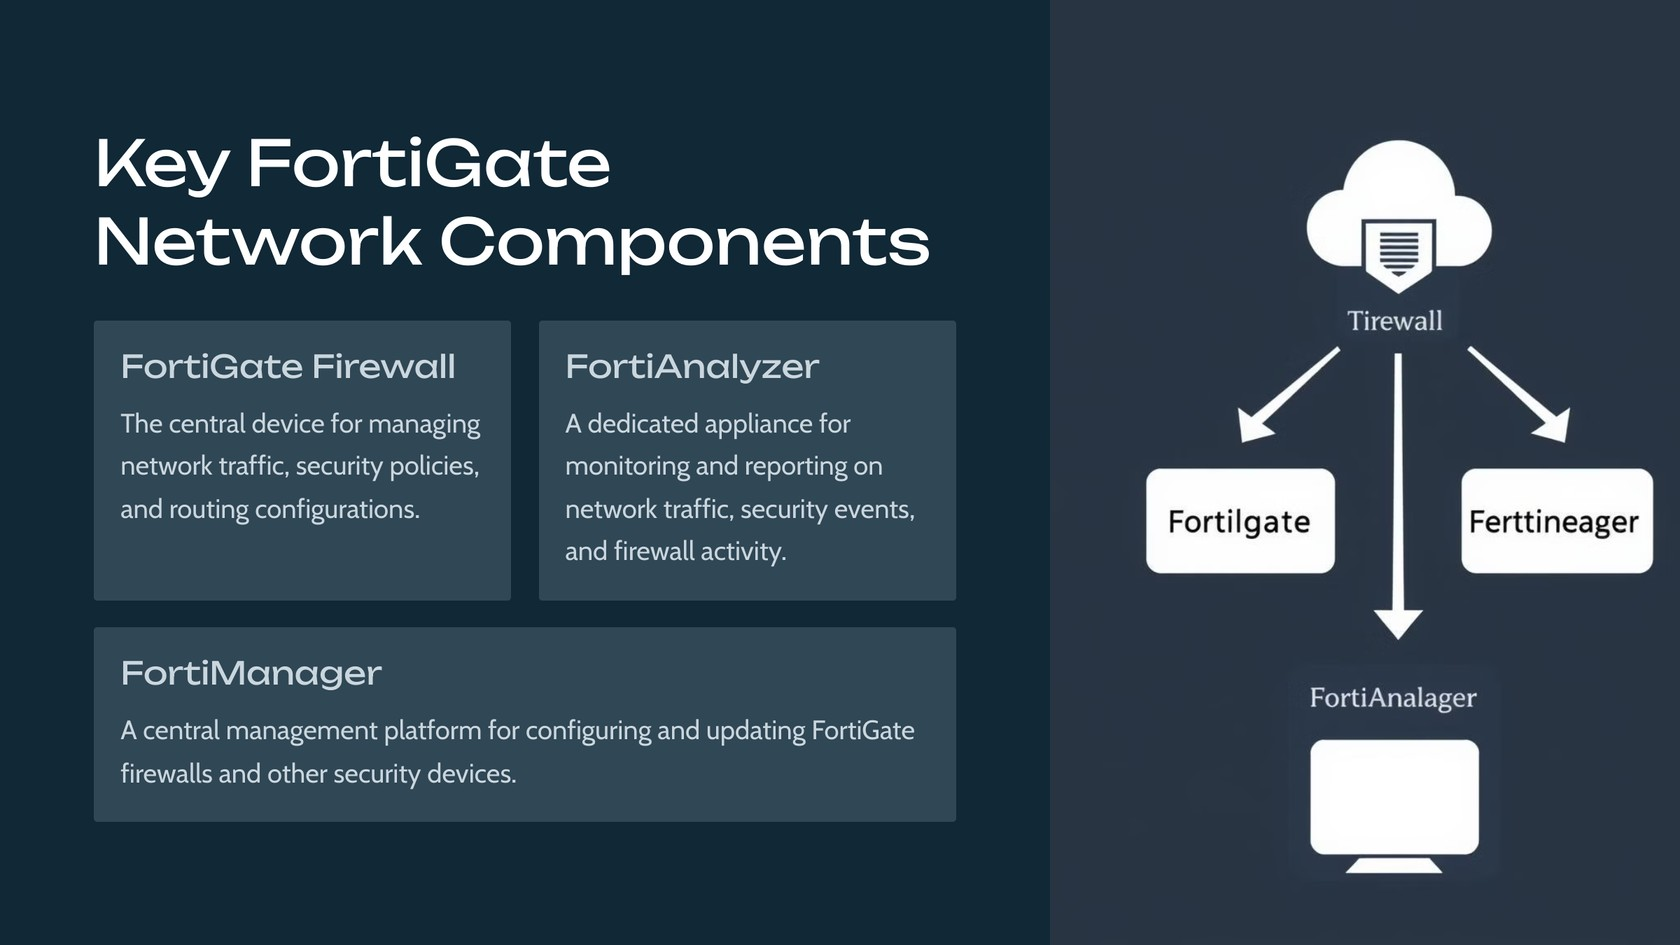 Key FortiGate
Network Components
FortiGate Firewall
The central device for managing
network traffic, security policies,
and routing configurations.
FortiAnalyzer
A dedicated appliance for
monitoring and reporting on
network traffic, security events,
and firewall activity.
FortiManager
A central management platform for configuring and updating FortiGate
firewalls and other security devices.
Tirewall
Fortilgate
Ferttineager
FortiAnalager